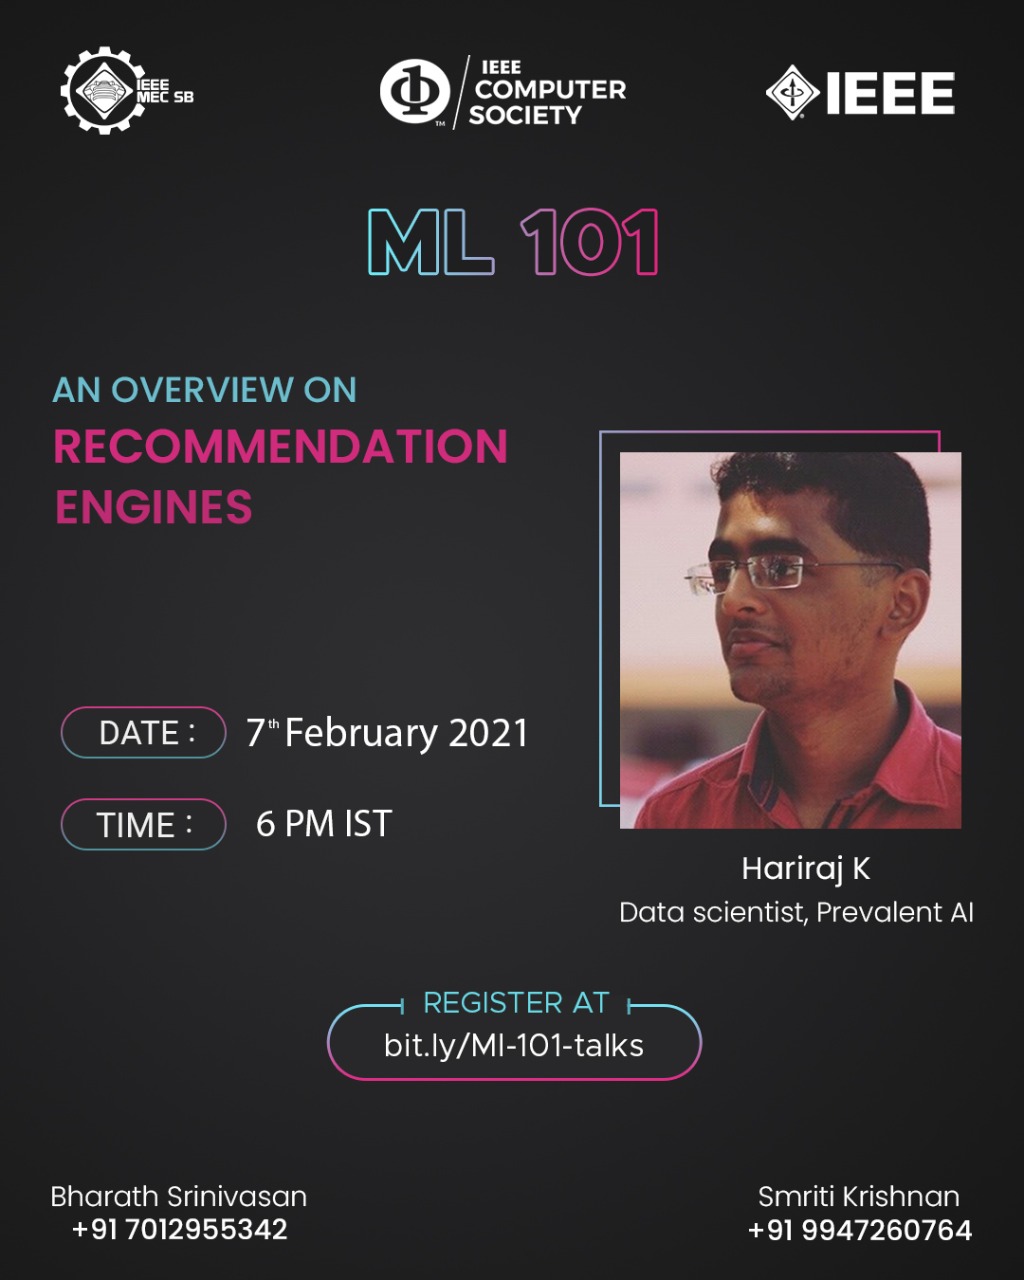 IEEE
MEC SB
IEEE
COMPUTER
SOCIETY
TM
IEEE
ML 101
AN OVERVIEW ON
RECOMMENDATION
ENGINES
DATE : 7th February 2021
TIME : 6 PM IST
Hariraj K
Data scientist, Prevalent AI
REGISTER AT
bit.ly/Ml-101-talks
Bharath Srinivasan
+91 7012955342
Smriti Krishnan
+91 9947260764